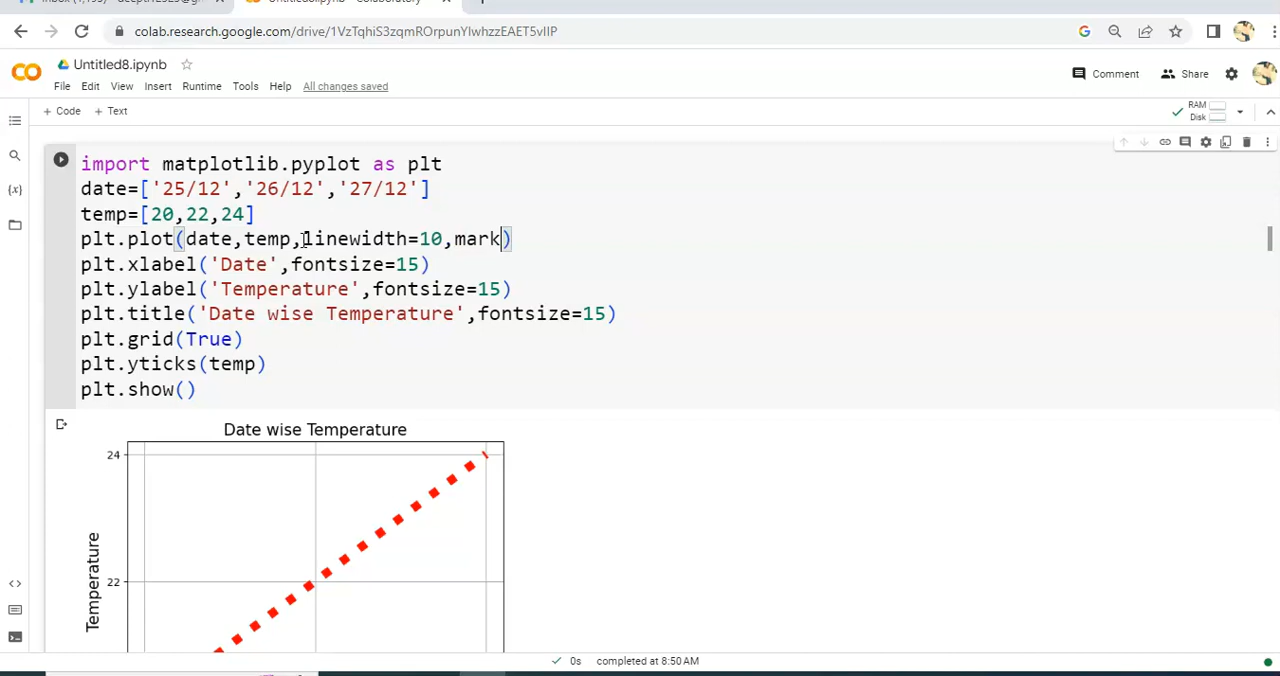 colab.research.google.com/drive/1VzTqhiS3zqmROrpunYlwhzzEAET5vlIP
Untitled8.ipynb
File Edit View Insert Runtime Tools Help All changes saved
Comment Share
+ Code + Text
RAM
Disk
import matplotlib.pyplot as plt
date=['25/12','26/12','27/12']
temp=[20,22,24]
plt.plot(date,temp,linewidth=10,mark)
plt.xlabel('Date',fontsize=15)
plt.ylabel('Temperature',fontsize=15)
plt.title('Date wise Temperature',fontsize=15)
plt.grid(True)
plt.yticks(temp)
plt.show()
Date wise Temperature
24
Temperature
22
0s completed at 8:50 AM